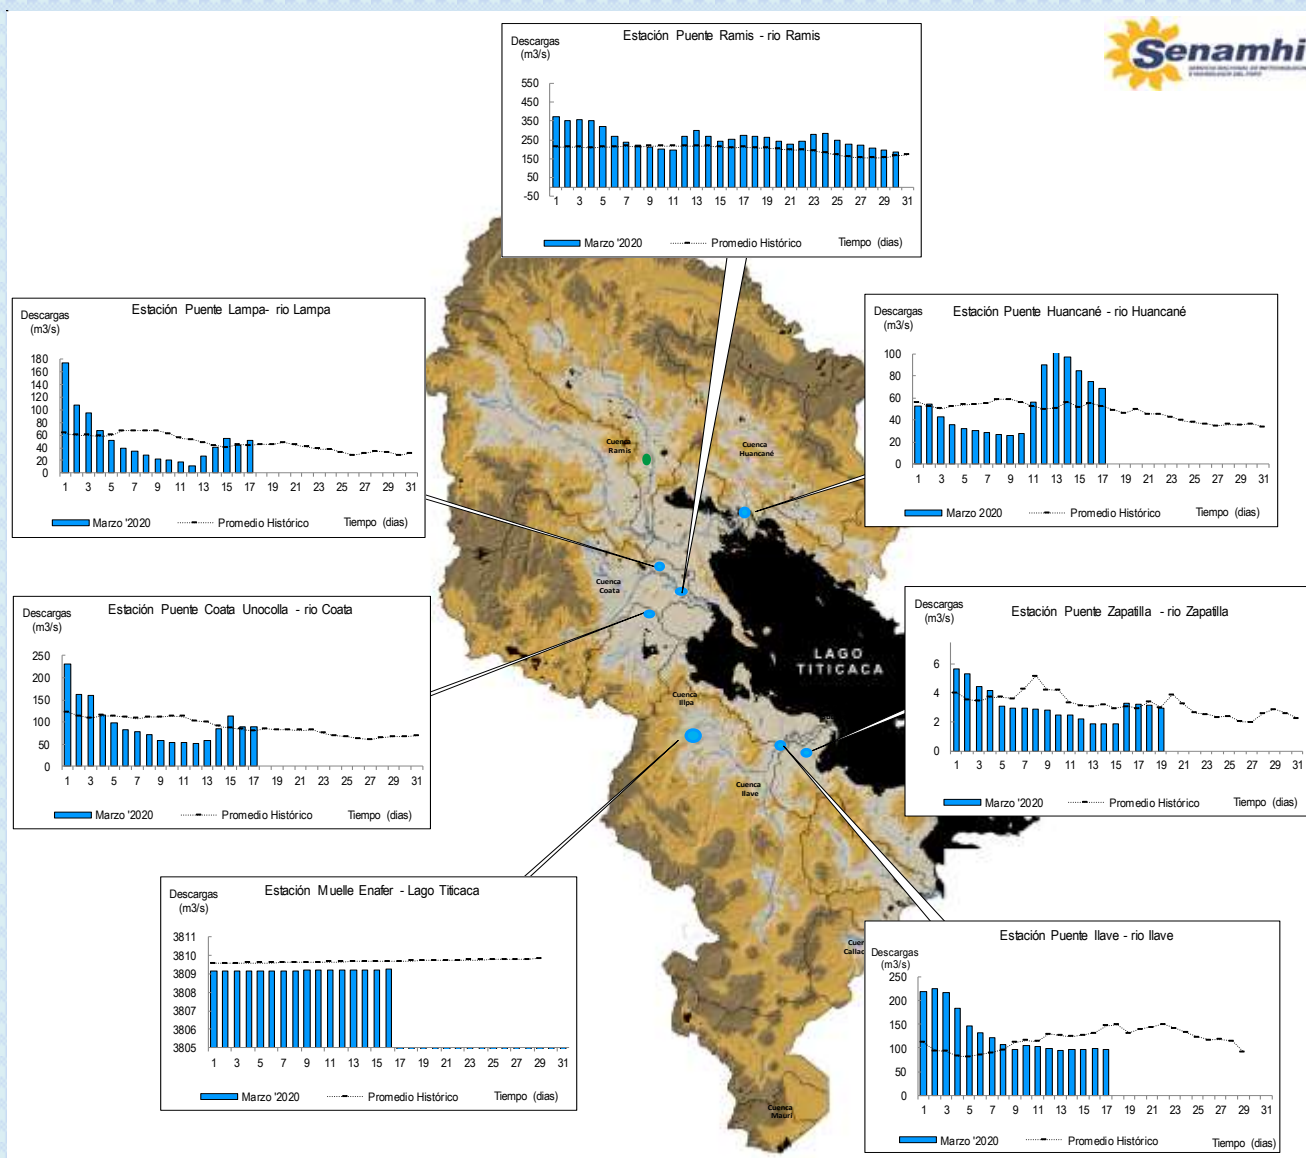 Senamhi
Estación Puente Ramis - rio Ramis
Descargas
(m3/s)
550
450
350
250
150
50
-50
1 3 5 7 9 11 13 15 17 19 21 23 25 27 29 31
Marzo '2020 Promedio Histórico Tiempo (dias)
Estación Puente Lampa- rio Lampa
Descargas
(m3/s)
180
160
140
120
100
80
60
40
20
0
1 3 5 7 9 11 13 15 17 19 21 23 25 27 29 31
Marzo '2020 Promedio Histórico Tiempo (dias)
Estación Puente Huancané - rio Huancané
Descargas
(m3/s)
100
80
60
40
20
0
1 3 5 7 9 11 13 15 17 19 21 23 25 27 29 31
Marzo 2020 Promedio Histórico Tiempo (dias)
Cuenca
Ramis
Cuenca
Huancané
Cuenca
Coata
LAGO
TITICACA
Cuenca
Illpa
Cuenca
Ilave
Cuenca
Mauri
Estación Puente Coata Unocolla - rio Coata
Descargas
(m3/s)
250
200
150
100
50
0
1 3 5 7 9 11 13 15 17 19 21 23 25 27 29 31
Marzo '2020 Promedio Histórico Tiempo (dias)
Estación Puente Zapatilla - rio Zapatilla
Descargas
(m3/s)
6
4
2
0
1 3 5 7 9 11 13 15 17 19 21 23 25 27 29 31
Marzo '2020 Promedio Histórico Tiempo (dias)
Estación Muelle Enafer - Lago Titicaca
Descargas
(m3/s)
3811
3810
3809
3808
3807
3806
3805
1 3 5 7 9 11 13 15 17 19 21 23 25 27 29 31
Marzo '2020 Promedio Histórico Tiempo (dias)
Estación Puente Ilave - rio Ilave
Descargas
(m3/s)
250
200
150
100
50
0
1 3 5 7 9 11 13 15 17 19 21 23 25 27 29 31
Marzo '2020 Promedio Histórico Tiempo (dias)